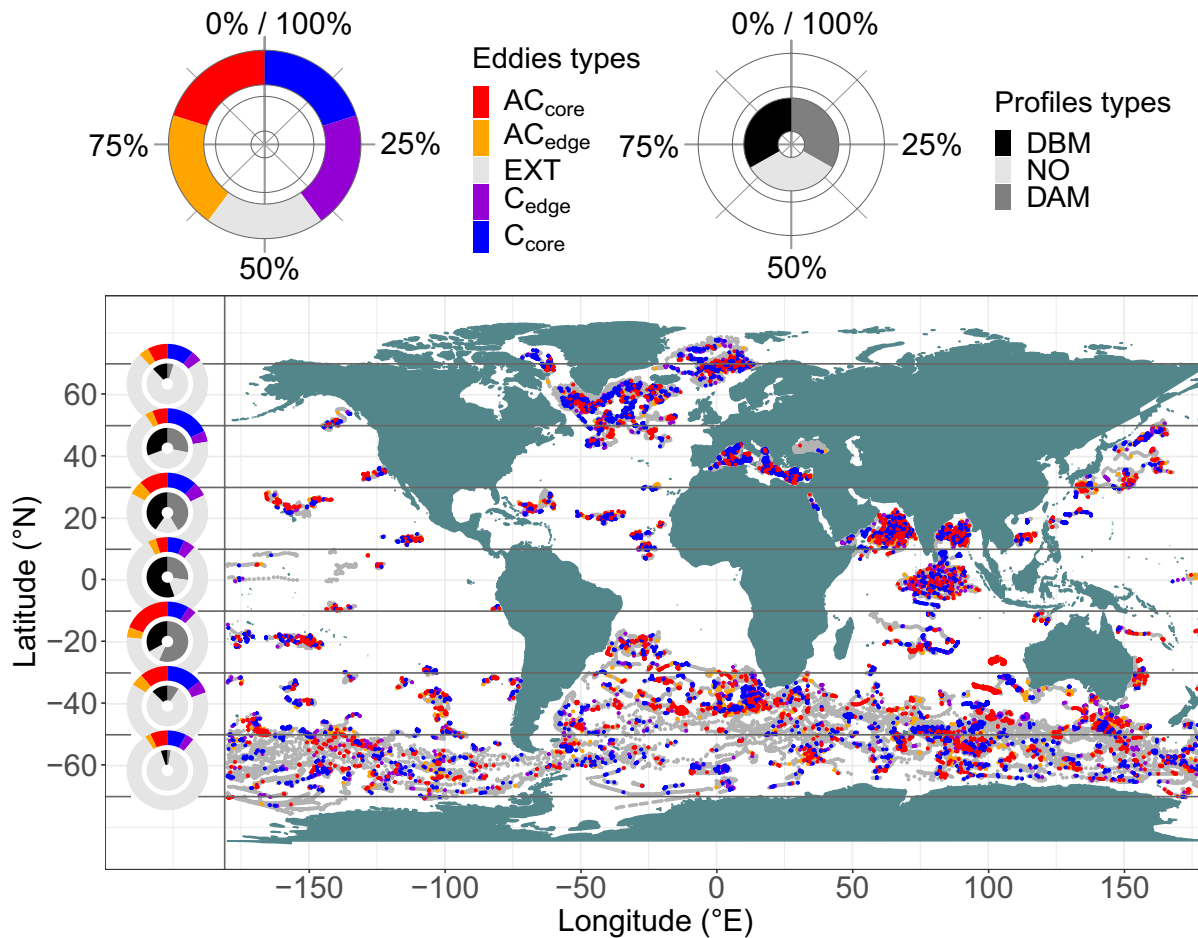 0% / 100%
75%
25%
50%
Eddies types
ACcore
ACedge
EXT
Cedge
Ccore
0% / 100%
75%
25%
50%
Profiles types
DBM
NO
DAM
Latitude (°N)
60
40
20
0
−20
−40
−60
−150
−100
−50
0
50
100
150
Longitude (°E)